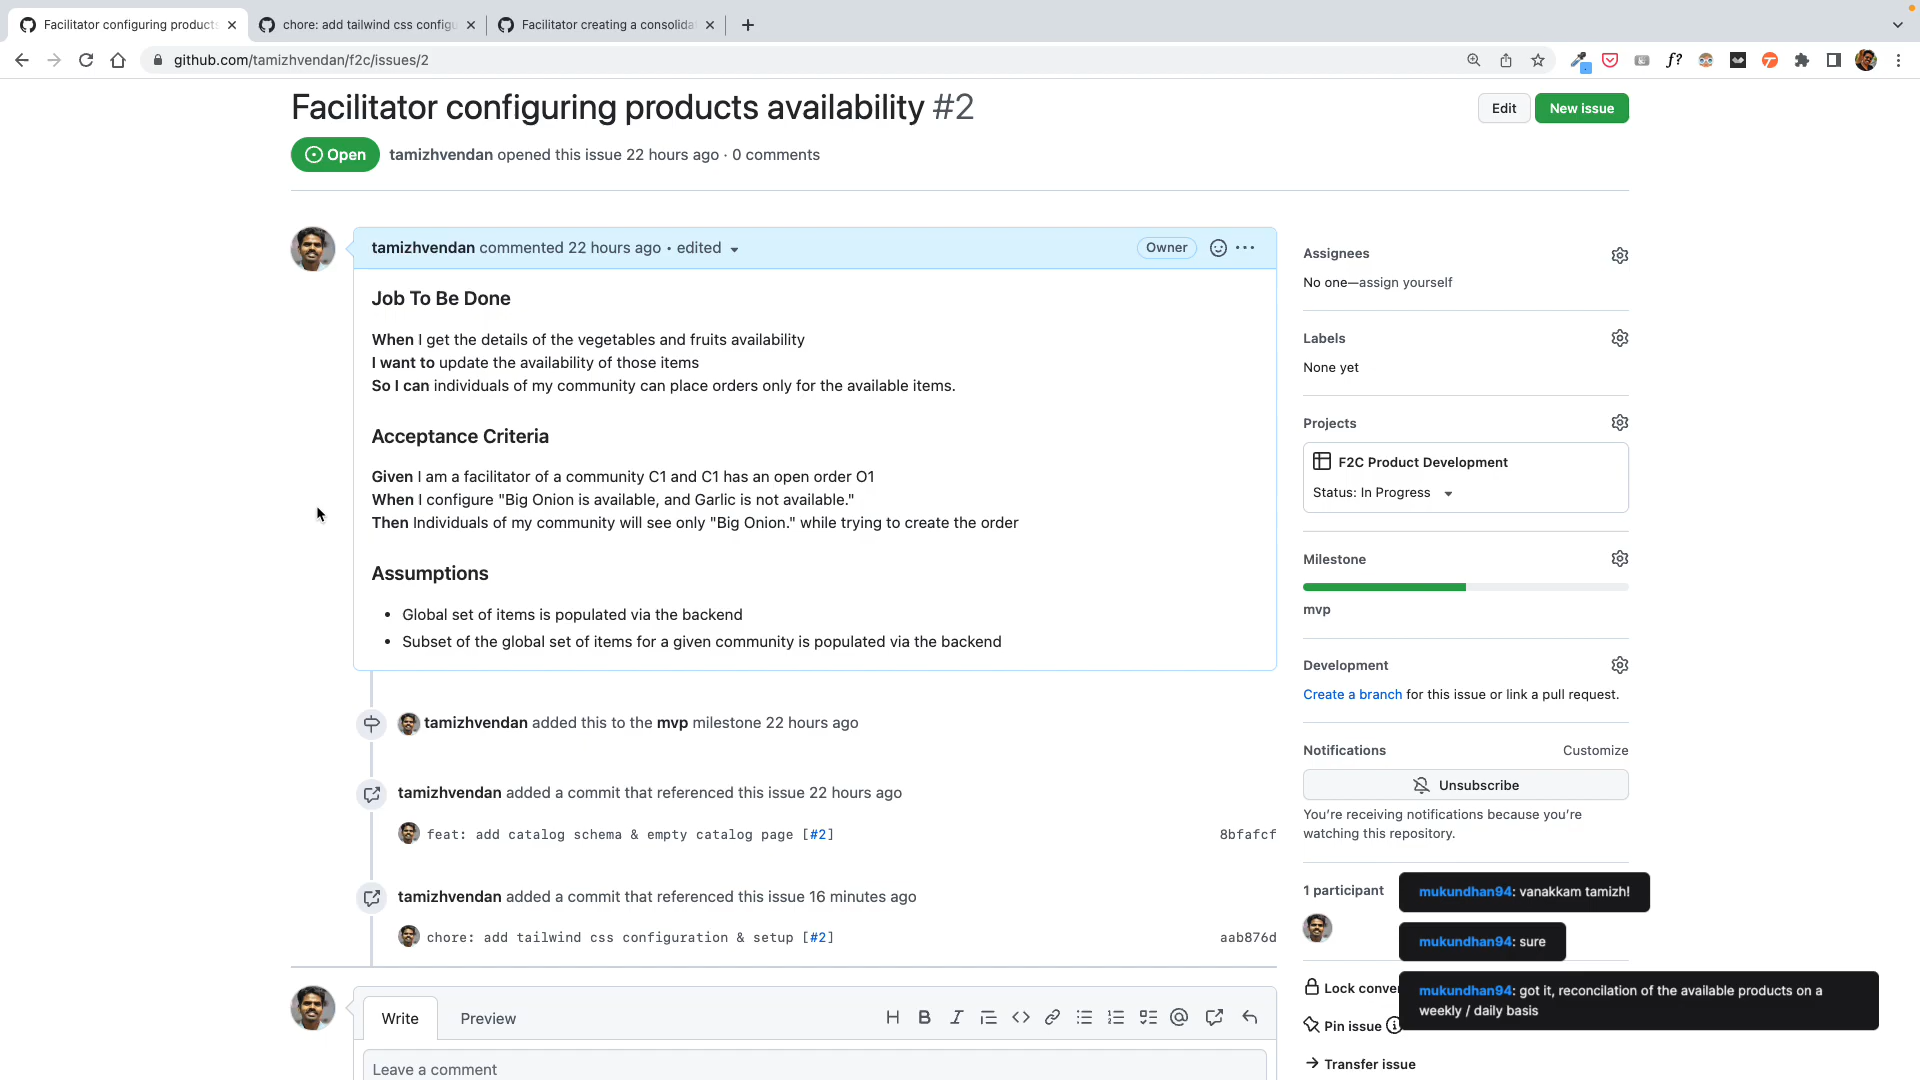 Facilitator configuring products
chore: add tailwind css configu
Facilitator creating a consolida
github.com/tamizhvendan/f2c/issues/2
f?
Facilitator configuring products availability #2
Edit
New issue
Open
tamizhvendan opened this issue 22 hours ago · 0 comments
tamizhvendan commented 22 hours ago • edited
Owner
Job To Be Done
When I get the details of the vegetables and fruits availability
I want to update the availability of those items
So I can individuals of my community can place orders only for the available items.
Acceptance Criteria
Given I am a facilitator of a community C1 and C1 has an open order O1
When I configure "Big Onion is available, and Garlic is not available."
Then Individuals of my community will see only "Big Onion." while trying to create the order
Assumptions
• Global set of items is populated via the backend
• Subset of the global set of items for a given community is populated via the backend
tamizhvendan added this to the mvp milestone 22 hours ago
tamizhvendan added a commit that referenced this issue 22 hours ago
feat: add catalog schema & empty catalog page [#2]
8bfafcf
tamizhvendan added a commit that referenced this issue 16 minutes ago
chore: add tailwind css configuration & setup [#2]
aab876d
Write
Preview
Leave a comment
Assignees
No one—assign yourself
Labels
None yet
Projects
F2C Product Development
Status: In Progress
Milestone
mvp
Development
Create a branch for this issue or link a pull request.
Notifications
Customize
Unsubscribe
You're receiving notifications because you're
watching this repository.
1 participant
mukundhan94: vanakkam tamizh!
mukundhan94: sure
Lock conver
mukundhan94: got it, reconcilation of the available products on a
weekly / daily basis
Pin issue
Transfer issue